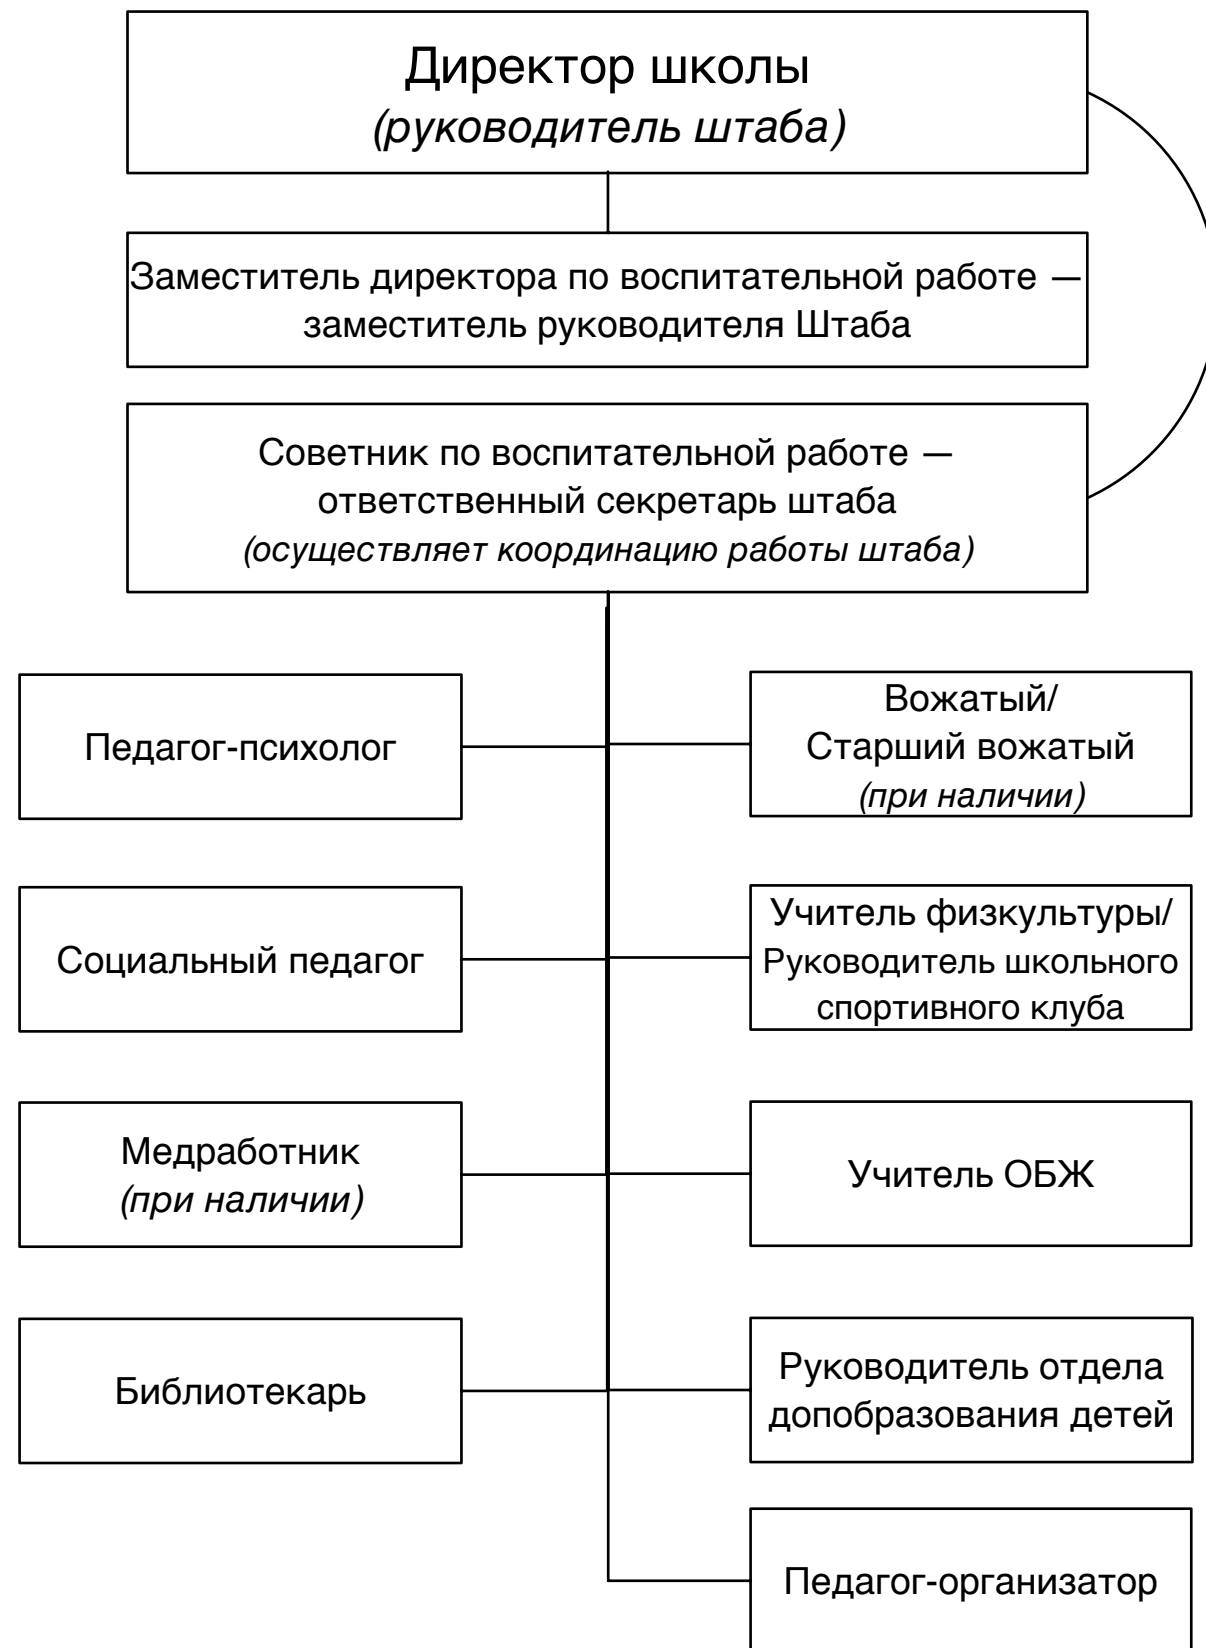 Директор школы
(руководитель штаба)
Заместитель директора по воспитательной работе —
заместитель руководителя Штаба
Советник по воспитательной работе —
ответственный секретарь штаба
(осуществляет координацию работы штаба)
Педагог-психолог
Вожатый/
Старший вожатый
(при наличии)
Социальный педагог
Учитель физкультуры/
Руководитель школьного
спортивного клуба
Медработник
(при наличии)
Учитель ОБЖ
Библиотекарь
Руководитель отдела
допобразования детей
Педагог-организатор